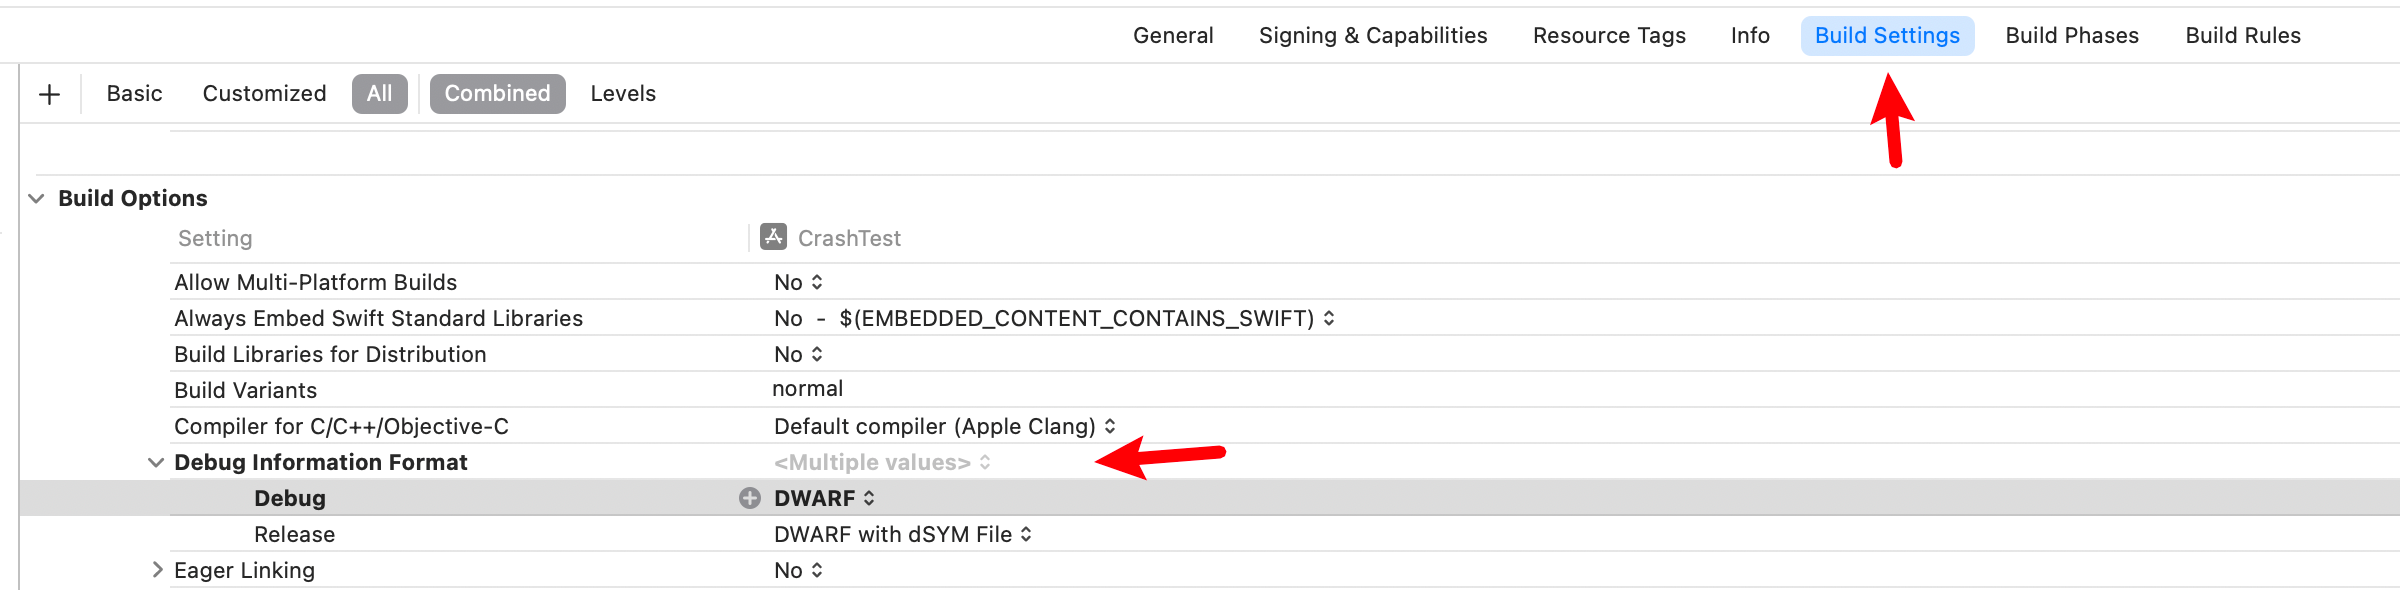 General Signing & Capabilities Resource Tags Info Build Settings Build Phases Build Rules
Basic Customized All Combined Levels
Build Options
Setting CrashTest
Allow Multi-Platform Builds No
Always Embed Swift Standard Libraries No - $(EMBEDDED_CONTENT_CONTAINS_SWIFT)
Build Libraries for Distribution No
Build Variants normal
Compiler for C/C++/Objective-C Default compiler (Apple Clang)
Debug Information Format <Multiple values>
Debug DWARF
Release DWARF with dSYM File
Eager Linking No